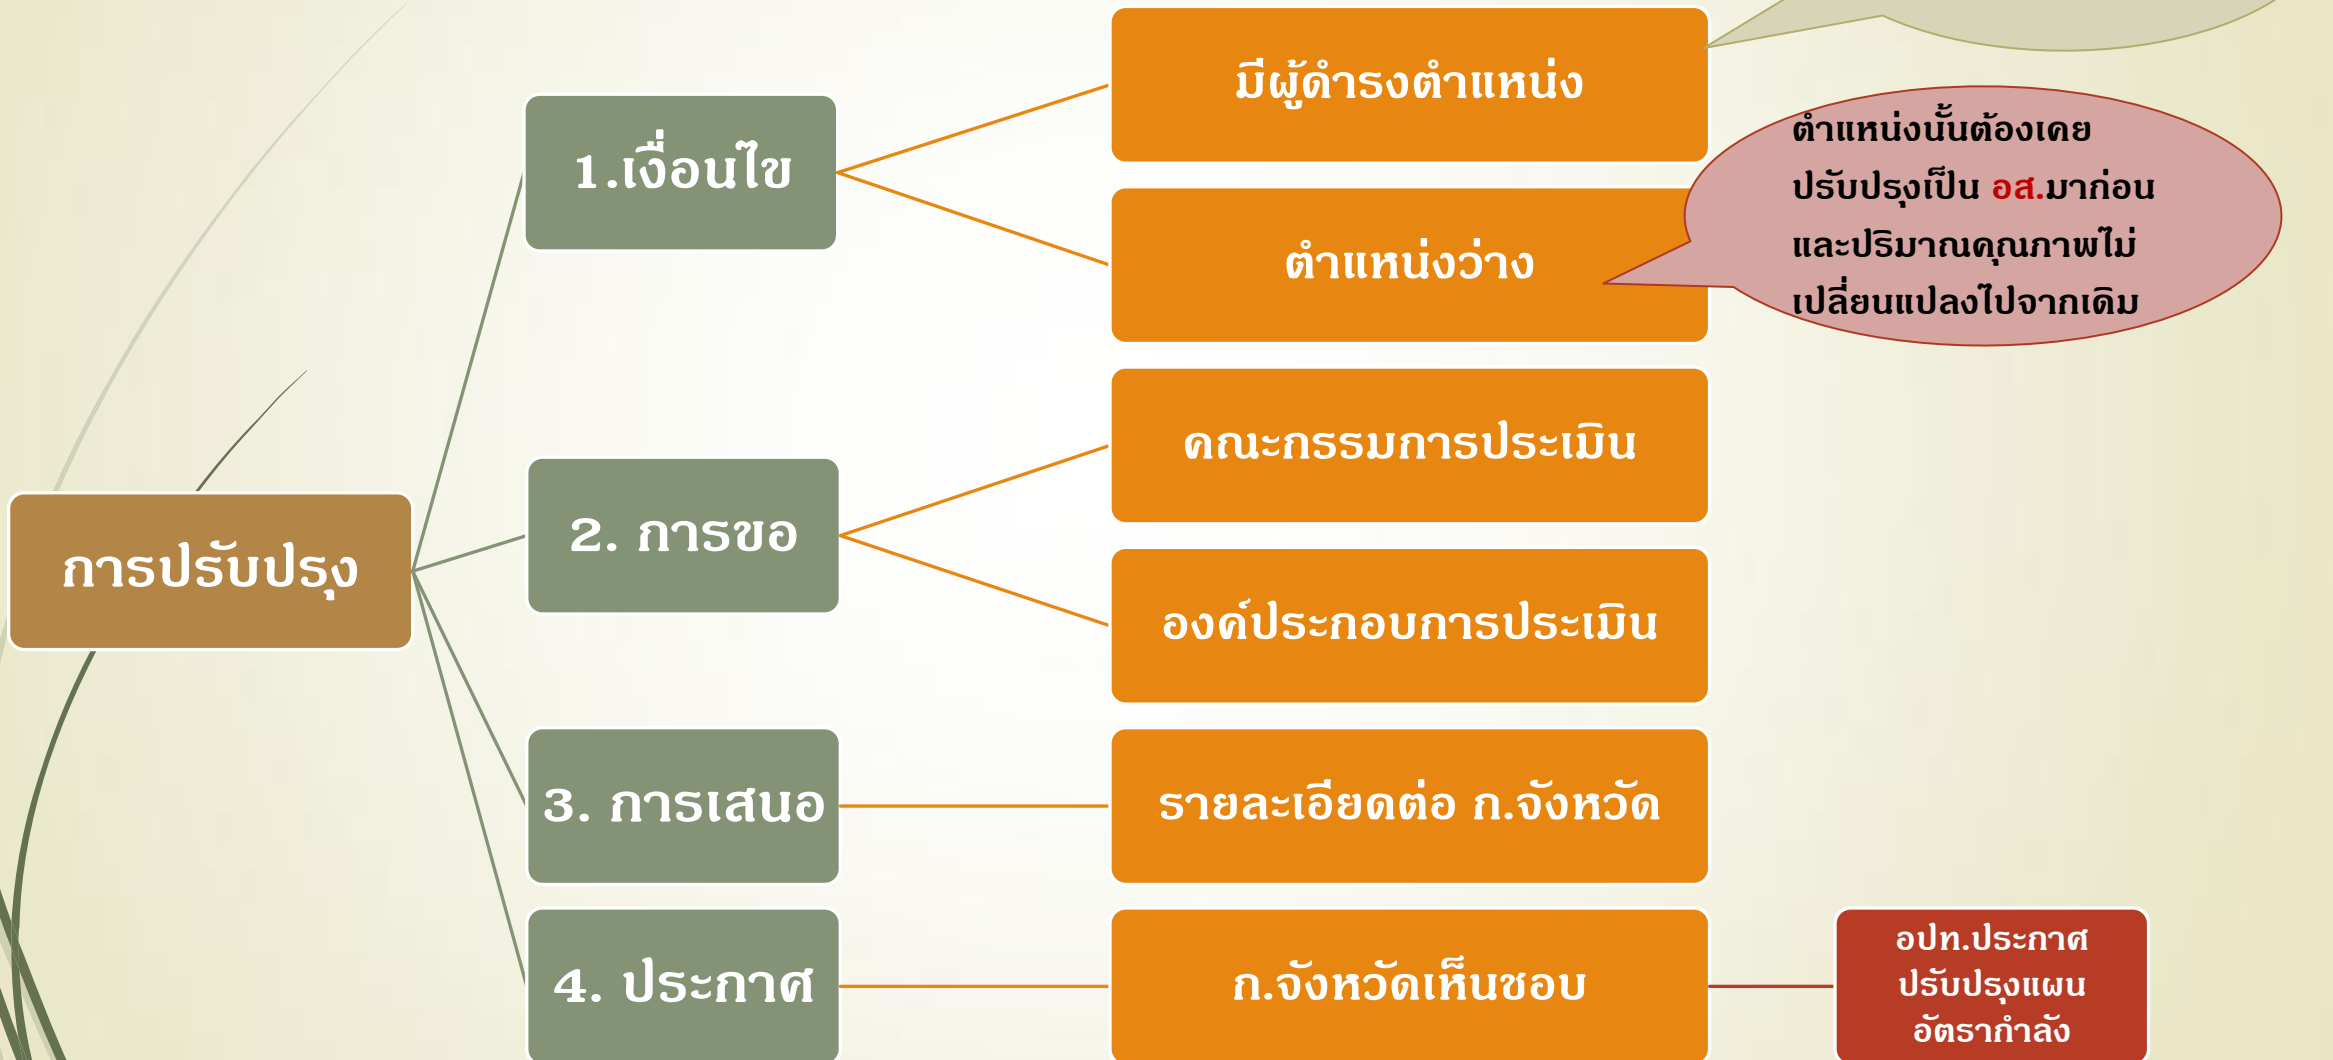 การปรับปรุง
1.เงื่อนไข
มีผู้ดำรงตำแหน่ง
ตำแหน่งว่าง
ตำแหน่งนั้นต้องเคย
ปรับปรุงเป็น อส.มาก่อน
และปริมาณคุณภาพไม่
เปลี่ยนแปลงไปจากเดิม
2. การขอ
คณะกรรมการประเมิน
องค์ประกอบการประเมิน
3. การเสนอ
รายละเอียดต่อ ก.จังหวัด
4. ประกาศ
ก.จังหวัดเห็นชอบ
อปท.ประกาศ
ปรับปรุงแผน
อัตรากำลัง